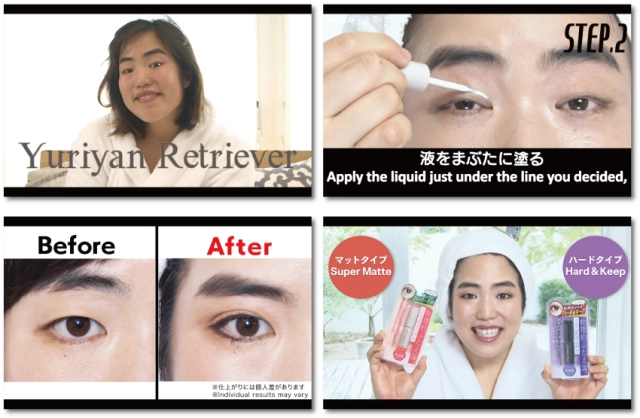 Yuriyan Retriever
STEP.2
液をまぶたに塗る
Apply the liquid just under the line you decided,
Before
After
※仕上がりには個人差があります
※Individual results may vary
マットタイプ
Super Matte
ハードタイプ
Hard&Keep